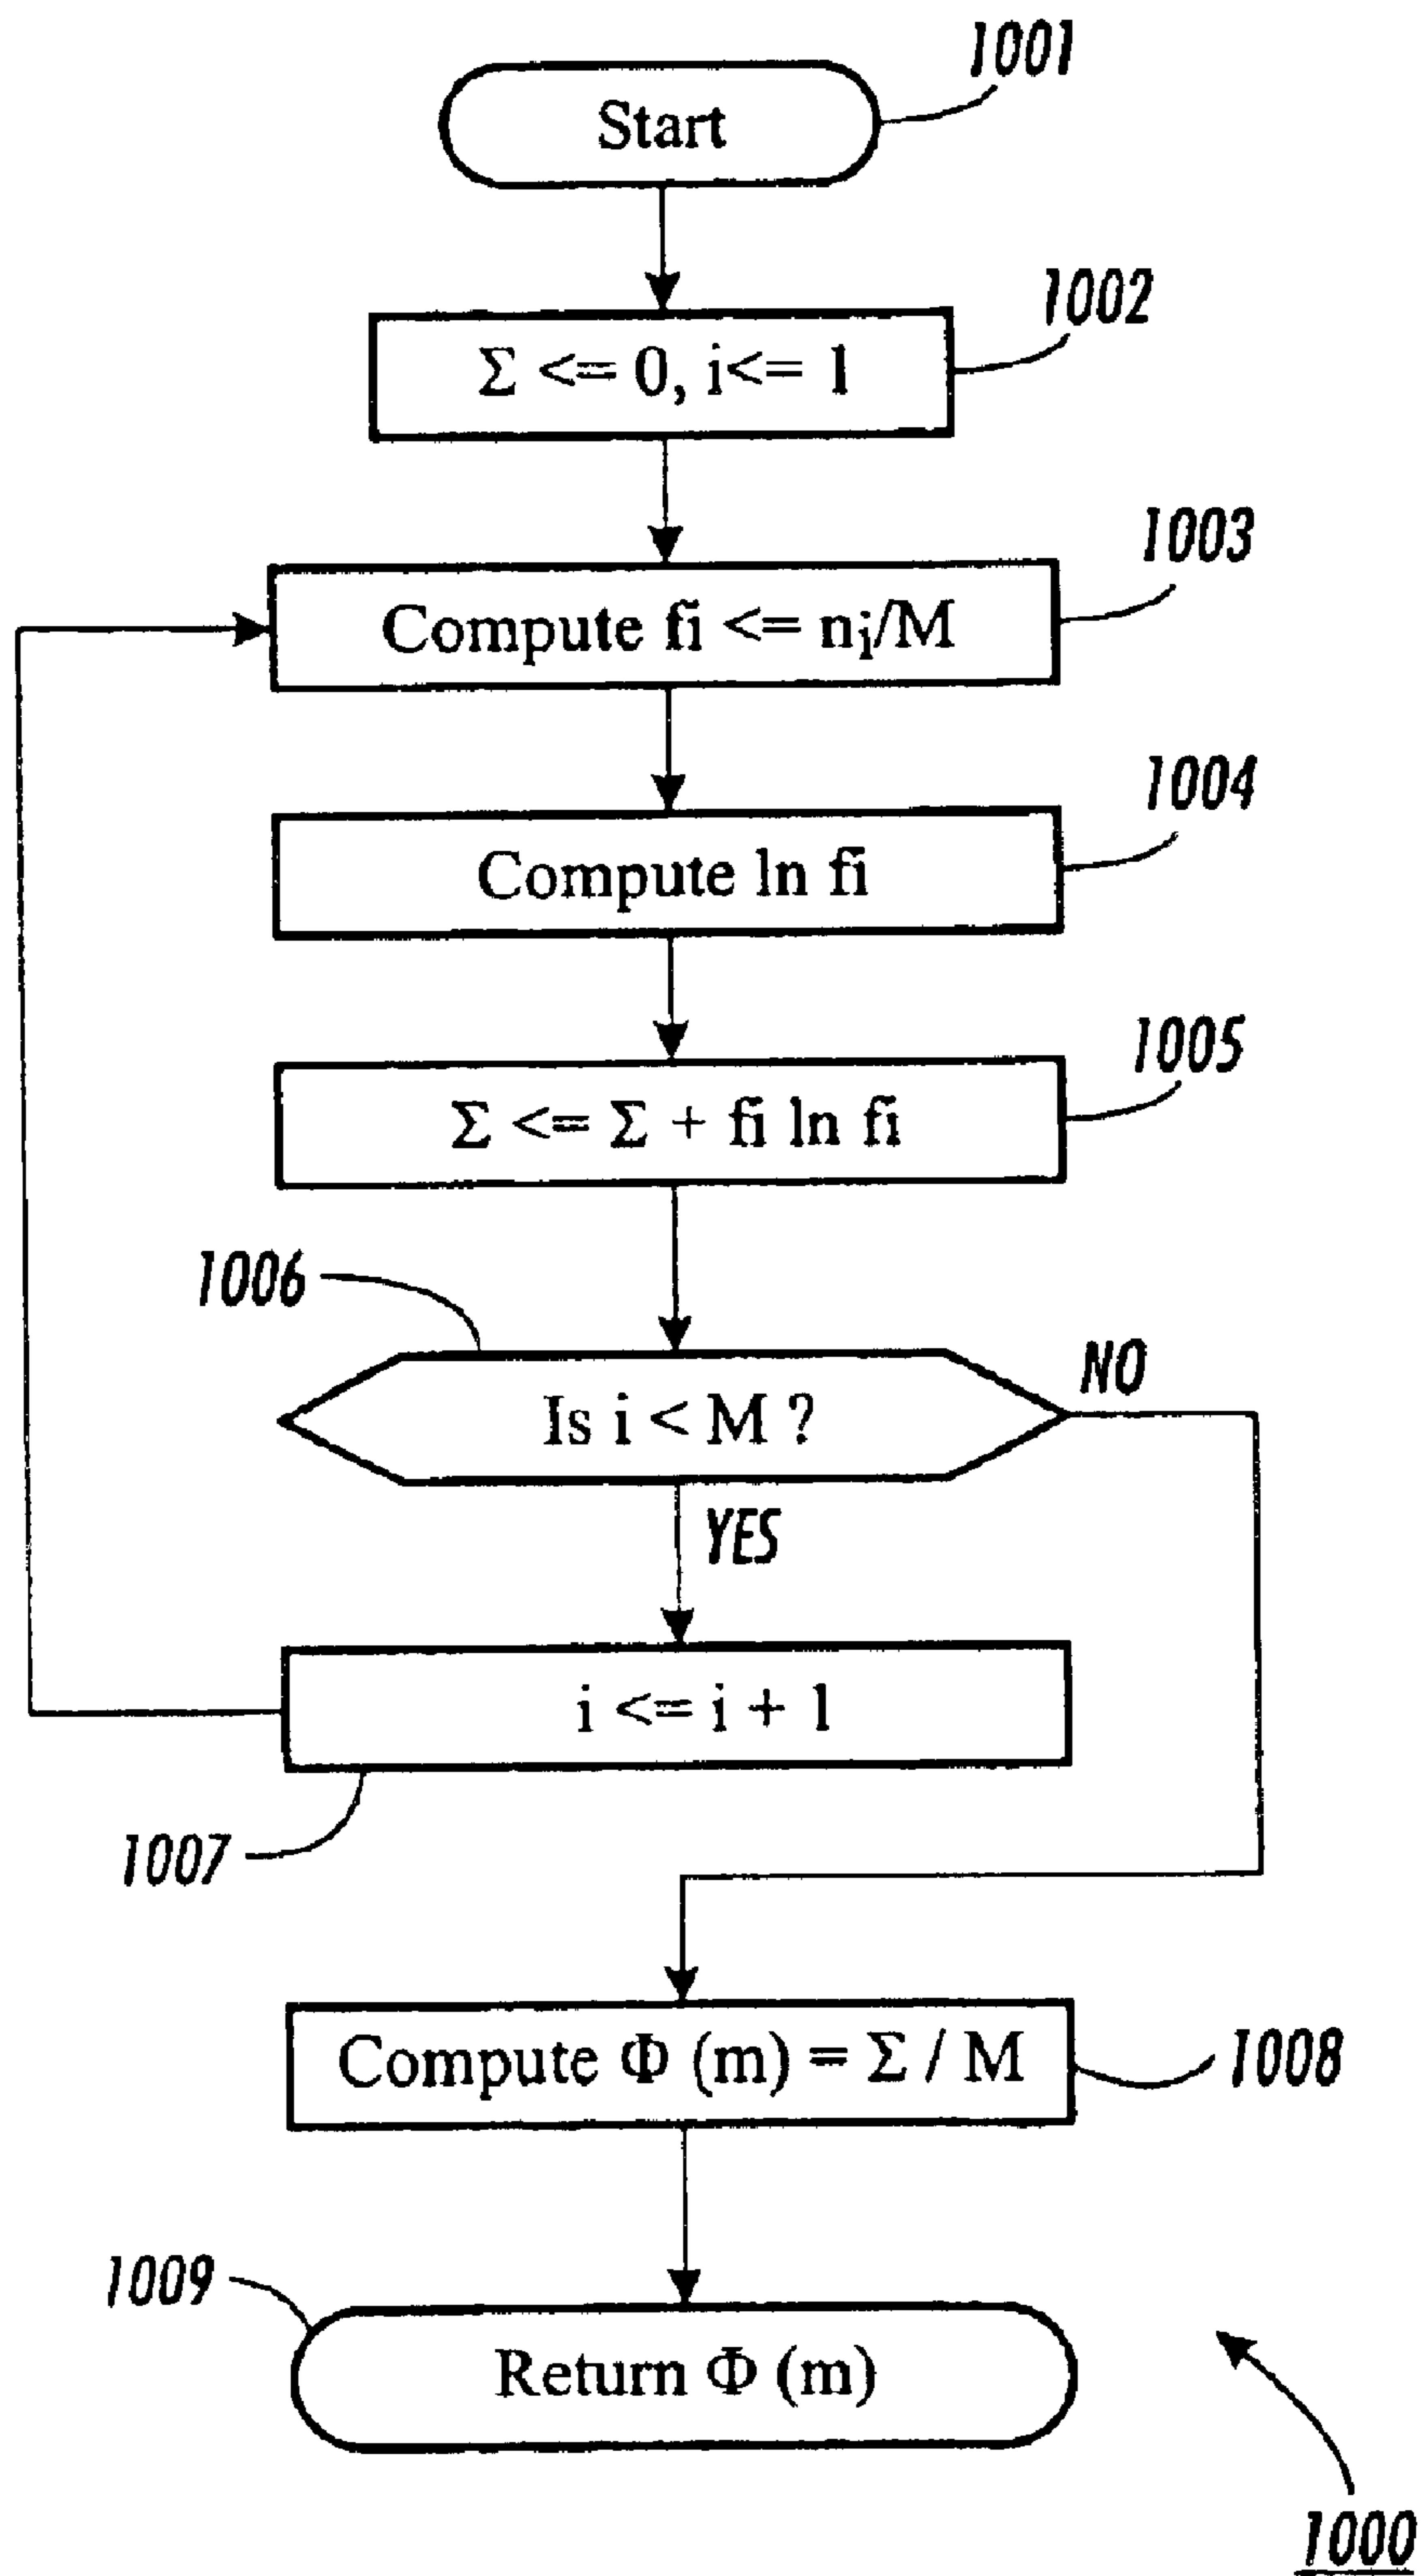 1001
Start
1002
Σ <= 0, i<= 1
1003
Compute fi <= ni/M
1004
Compute ln fi
1005
Σ <= Σ + fi ln fi
1006
Is i < M ?
NO
YES
i <= i + 1
1007
Compute Φ (m) = Σ / M
1008
1009
Return Φ (m)
1000